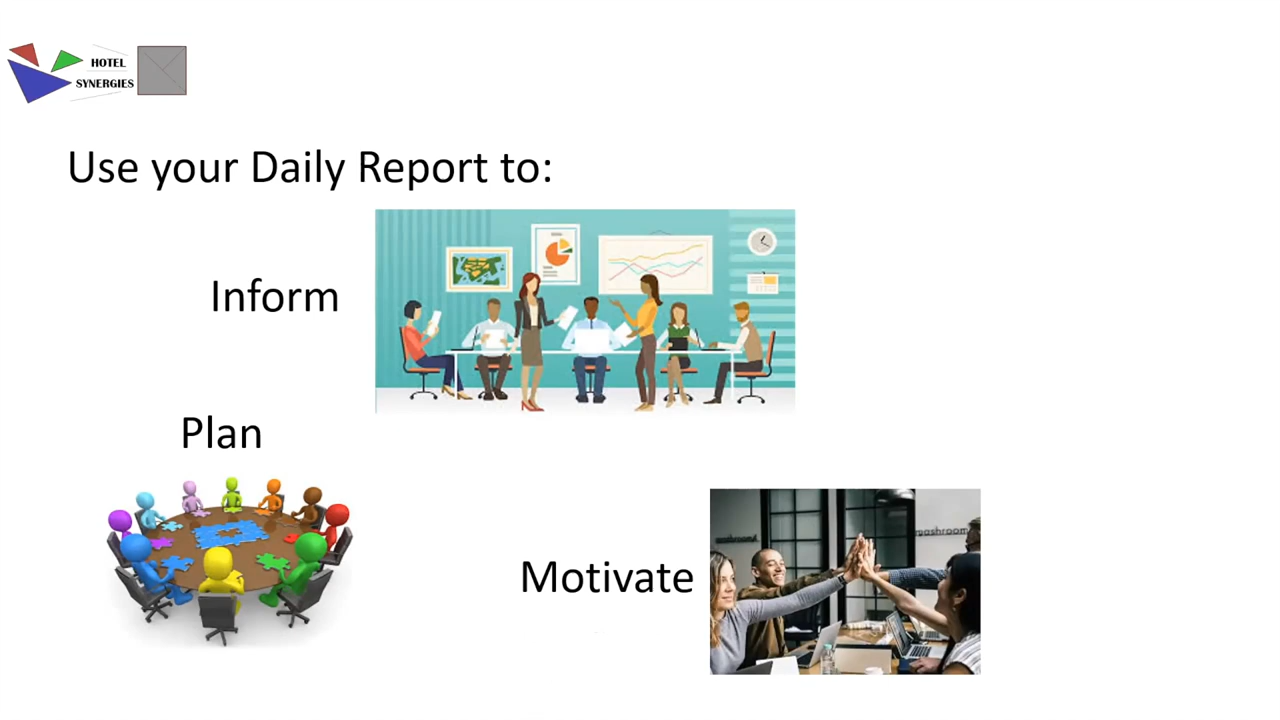 HOTEL
SYNERGIES
Use your Daily Report to:
Inform
Plan
Motivate